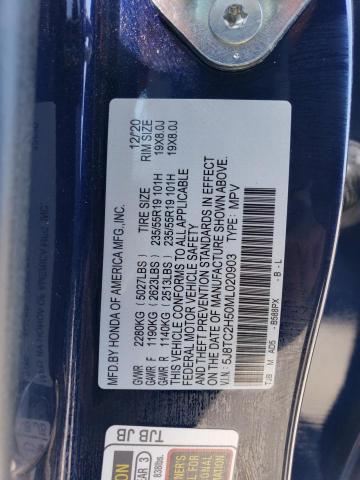 MFD.BY HONDA OF AMERICA MFG.,INC. 12/20
TIRE SIZE RIM SIZE
GVWR 2280KG (5027LBS)
GAWR F 1190KG (2623LBS) 235/55R19 101H 19X8.0J
GAWR R 1140KG (2513LBS) 235/55R19 101H 19X8.0J
THIS VEHICLE CONFORMS TO ALL APPLICABLE
FEDERAL MOTOR VEHICLE SAFETY
AND THEFT PREVENTION STANDARDS IN EFFECT
ON THE DATE OF MANUFACTURE SHOWN ABOVE.
V.I.N.: 5J8TC2H50ML020903 TYPE: MPV
TJB M AD5 - B588PX - B - L
TJB JB